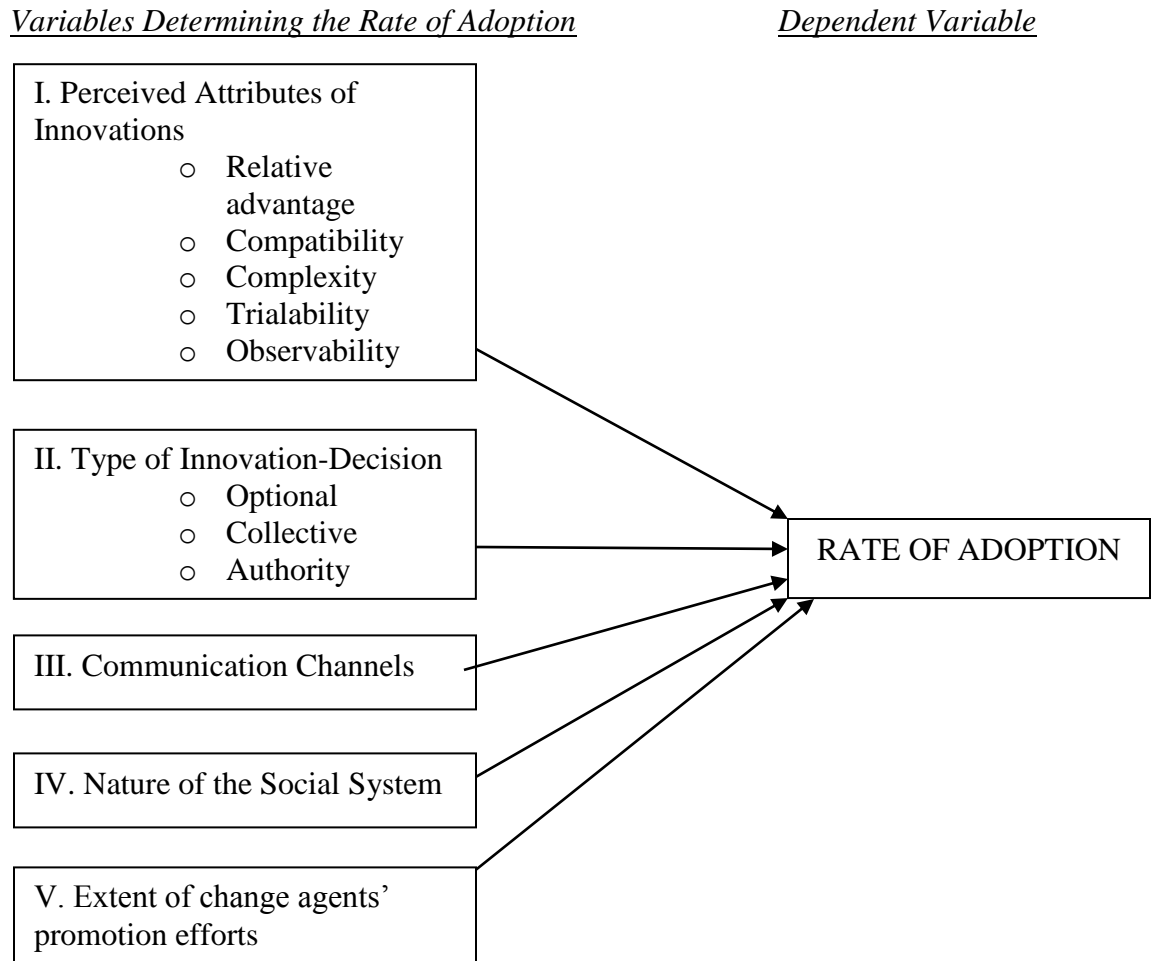 Variables Determining the Rate of Adoption
Dependent Variable
I. Perceived Attributes of
Innovations
o Relative
advantage
o Compatibility
o Complexity
o Trialability
o Observability
II. Type of Innovation-Decision
o Optional
o Collective
o Authority
III. Communication Channels
IV. Nature of the Social System
V. Extent of change agents’
promotion efforts
RATE OF ADOPTION